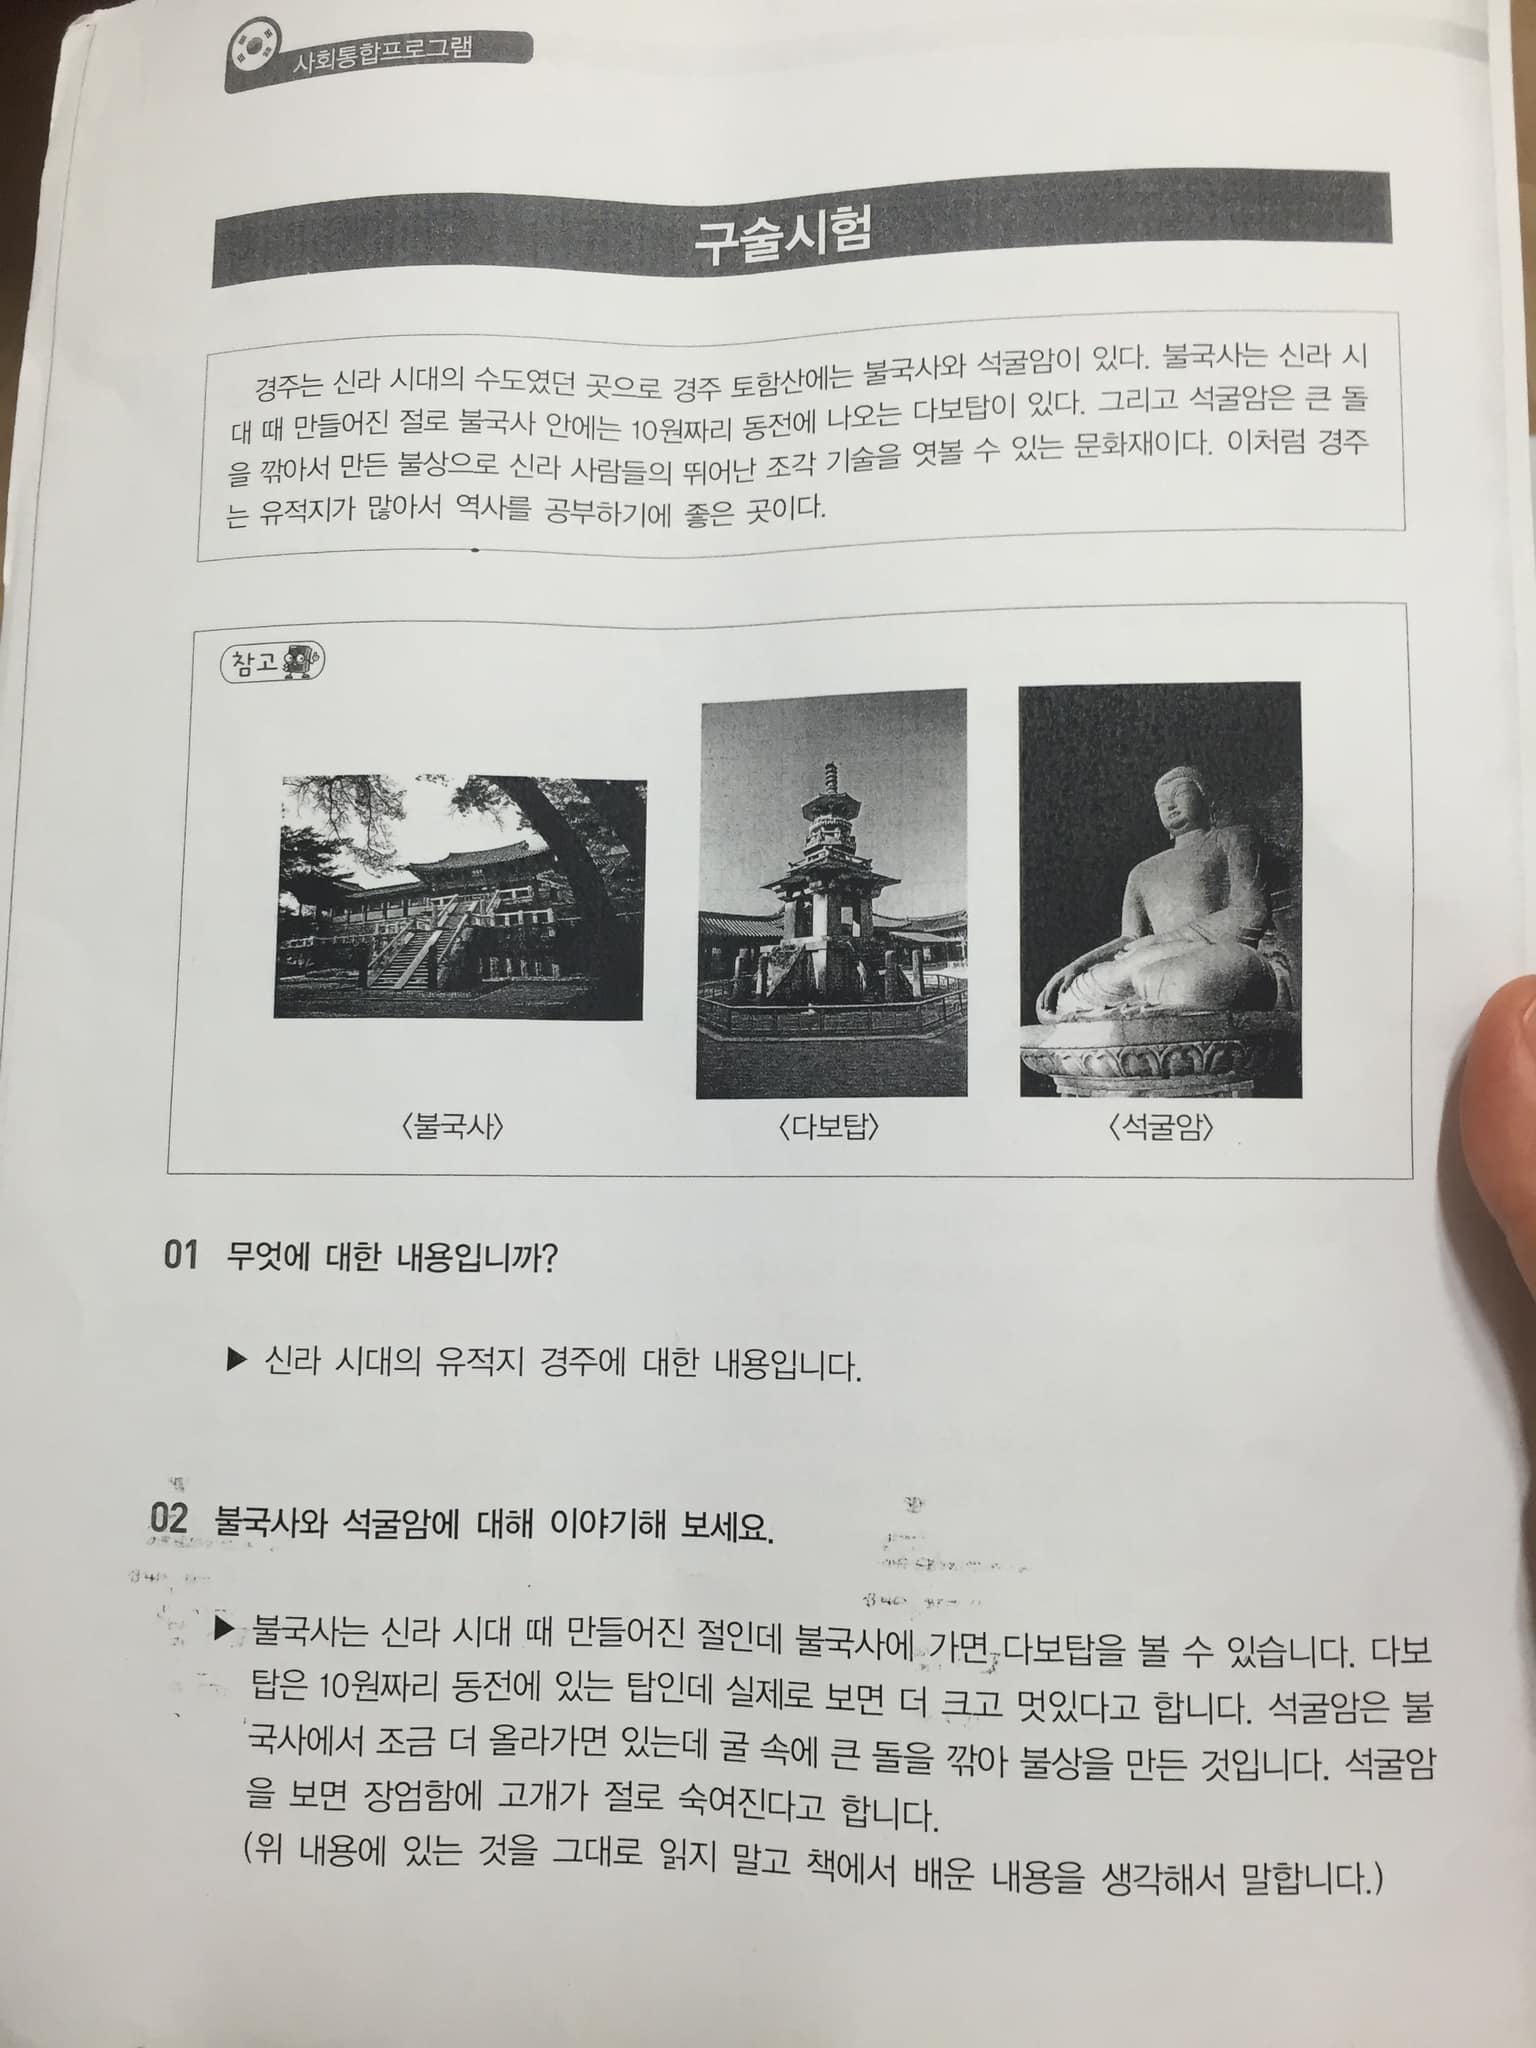 사회통합프로그램
구술시험
경주는 신라 시대의 수도였던 곳으로 경주 토함산에는 불국사와 석굴암이 있다. 불국사는 신라 시
대 때 만들어진 절로 불국사 안에는 10원짜리 동전에 나오는 다보탑이 있다. 그리고 석굴암은 큰 돌
을 깎아서 만든 불상으로 신라 사람들의 뛰어난 조각 기술을 엿볼 수 있는 문화재이다. 이처럼 경주
는 유적지가 많아서 역사를 공부하기에 좋은 곳이다.
참고
<불국사>
<다보탑>
<석굴암>
01 무엇에 대한 내용입니까?
▶ 신라 시대의 유적지 경주에 대한 내용입니다.
02 불국사와 석굴암에 대해 이야기해 보세요.
▶ 불국사는 신라 시대 때 만들어진 절인데 불국사에 가면 다보탑을 볼 수 있습니다. 다보
탑은 10원짜리 동전에 있는 탑인데 실제로 보면 더 크고 멋있다고 합니다. 석굴암은 불
국사에서 조금 더 올라가면 있는데 굴 속에 큰 돌을 깎아 불상을 만든 것입니다. 석굴암
을 보면 장엄함에 고개가 절로 숙여진다고 합니다.
(위 내용에 있는 것을 그대로 읽지 말고 책에서 배운 내용을 생각해서 말합니다.)